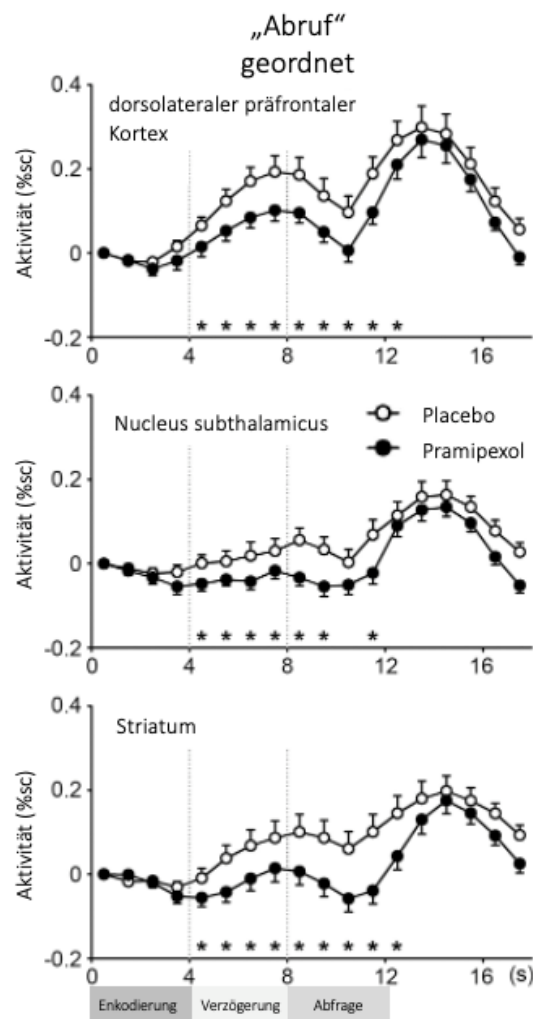 „Abruf“
geordnet
dorsolateraler präfrontaler
Kortex
Aktivität (%sc)
0.4
0.2
0
-0.2
* * * * * * * * *
0 4 8 12 16
Nucleus subthalamicus
Placebo
Pramipexol
Aktivität (%sc)
0.4
0.2
0
-0.2
* * * * * * *
0 4 8 12 16
Striatum
Aktivität (%sc)
0.4
0.2
0
-0.2
* * * * * * * * *
0 4 8 12 16 (s)
Enkodierung Verzögerung Abfrage